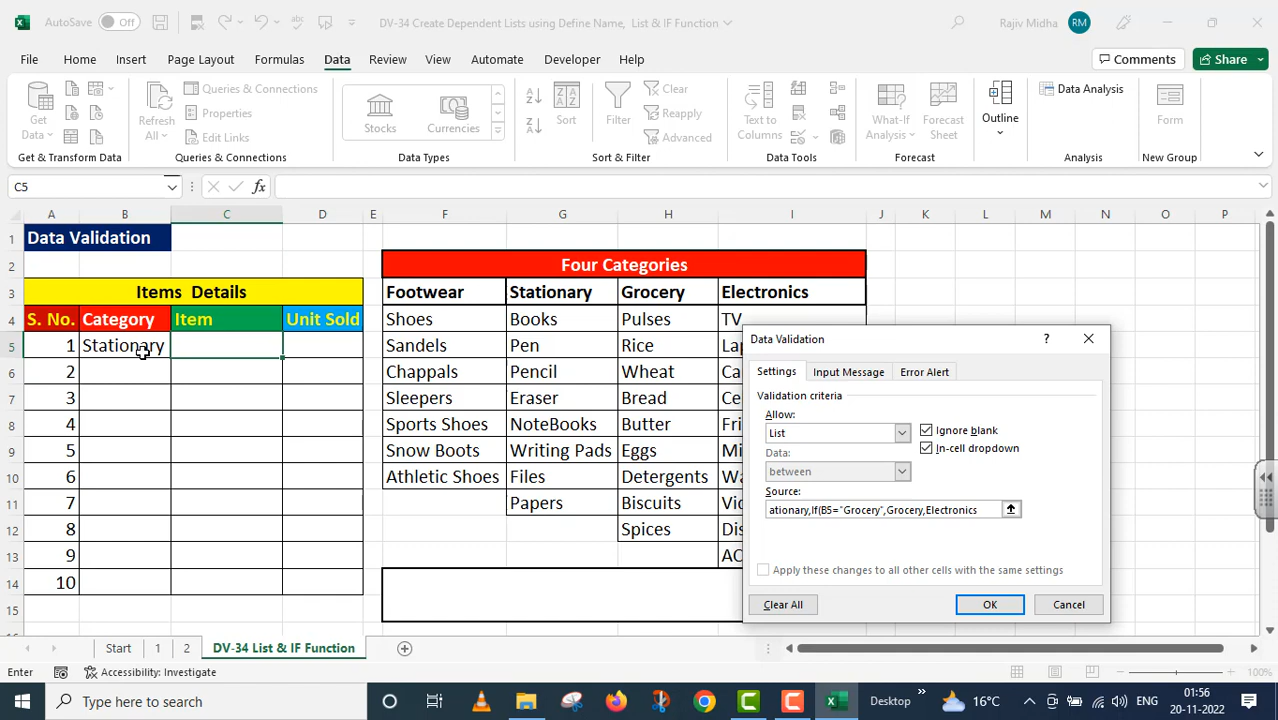 AutoSave Off DV-34 Create Dependent Lists using Define Name, List & IF Function Rajiv Midha RM
File Home Insert Page Layout Formulas Data Review View Automate Developer Help Comments Share
Get Data Refresh All Queries & Connections Properties Edit Links Stocks Currencies Sort Filter Clear Reapply Advanced Text to Columns What-If Analysis Forecast Sheet Outline Data Analysis Form
Get & Transform Data Queries & Connections Data Types Sort & Filter Data Tools Forecast Analysis New Group
C5 fx
A B C D E F G H I J K L M N O P
1 Data Validation
2 Four Categories
3 Items Details Footwear Stationary Grocery Electronics
4 S. No. Category Item Unit Sold Shoes Books Pulses TV
5 1 Stationary Sandels Pen Rice
6 2 Chappals Pencil Wheat
7 3 Sleepers Eraser Bread
8 4 Sports Shoes NoteBooks Butter
9 5 Snow Boots Writing Pads Eggs
10 6 Athletic Shoes Files Detergents
11 7 Papers Biscuits
12 8 Spices
13 9 AC
14 10
15
Data Validation ?
Settings Input Message Error Alert
Validation criteria
Allow:
List Ignore blank
In-cell dropdown
Data:
between
Source:
ationary,If(B5="Grocery",Grocery,Electronics
Apply these changes to all other cells with the same settings
Clear All OK Cancel
Start 1 2 DV-34 List & IF Function
Enter Accessibility: Investigate 100%
Type here to search Desktop 16°C ENG 01:56
20-11-2022